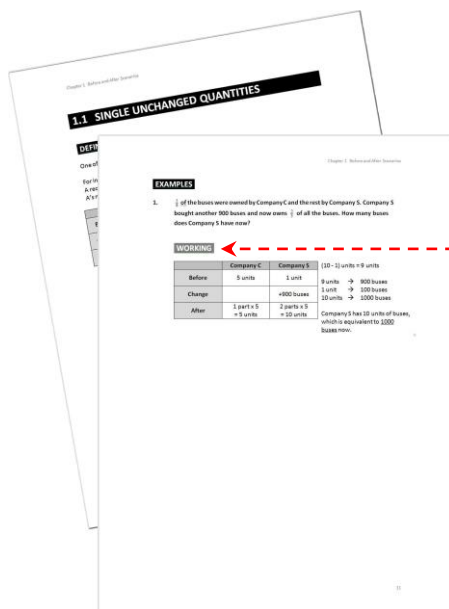 Chapter 1 Before and After Scenarios
1.1 SINGLE UNCHANGED QUANTITIES
One of
For in
A rec
A's r
Chapter 1 Before and After Scenarios
EXAMPLES
1. of the buses were owned by Company C and the rest by Company S. Company S
bought another 900 buses and now owns of all the buses. How many buses
does Company S have now?
WORKING
Company C Company S
Before 5 units 1 unit
Change +900 buses
After 1 part x 5 2 parts x 5
= 5 units = 10 units
(10 - 1) units = 9 units
9 units → 900 buses
1 unit → 100 buses
10 units → 1000 buses
Company S has 10 units of buses,
which is equivalent to 1000
buses now.
11